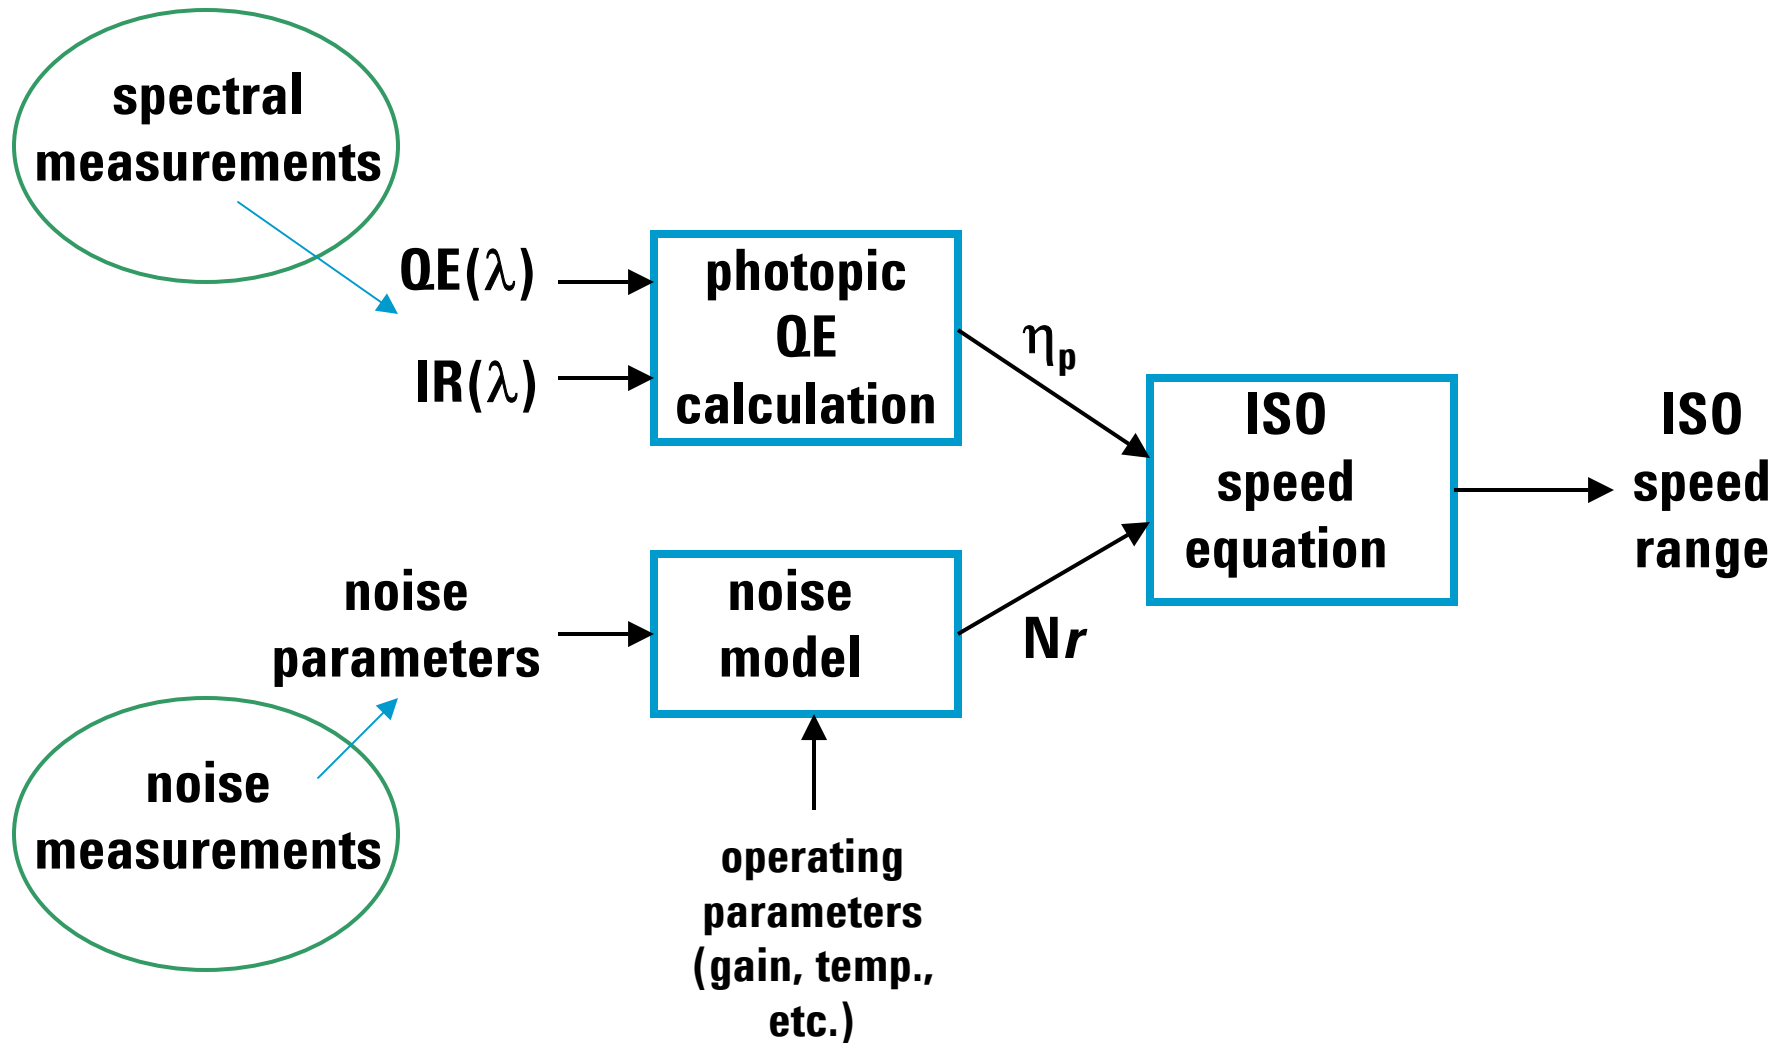 spectral
measurements
QE(λ)
IR(λ)
photopic
QE
calculation
ηp
ISO
speed
equation
ISO
speed
range
noise
parameters
noise
model
Nr
noise
measurements
operating
parameters
(gain, temp.,
etc.)